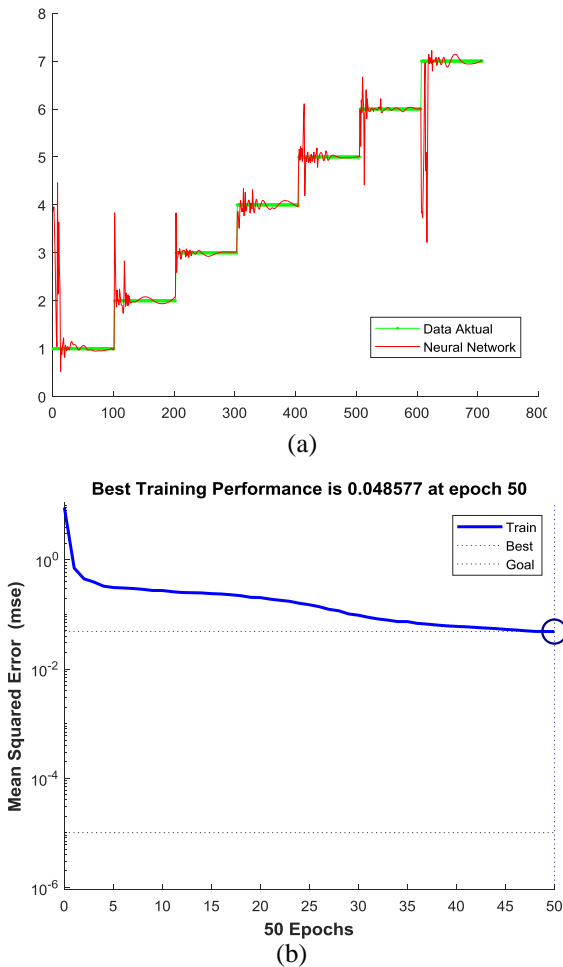 8
7
6
5
4
3
2
1
0
0 100 200 300 400 500 600 700 800
Data Aktual
Neural Network
(a)
Best Training Performance is 0.048577 at epoch 50
Mean Squared Error (mse)
10^0
10^-2
10^-4
10^-6
Train
Best
Goal
0 5 10 15 20 25 30 35 40 45 50
50 Epochs
(b)